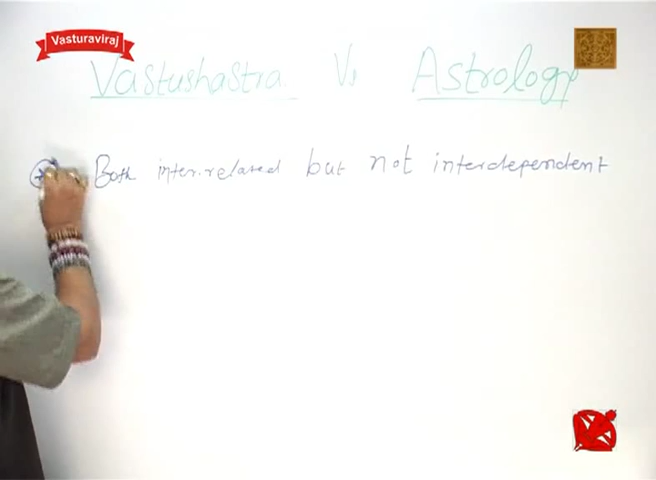 Vasturaviraj
Vastushastra Vs Astrology
Both inter-related but not interdependent